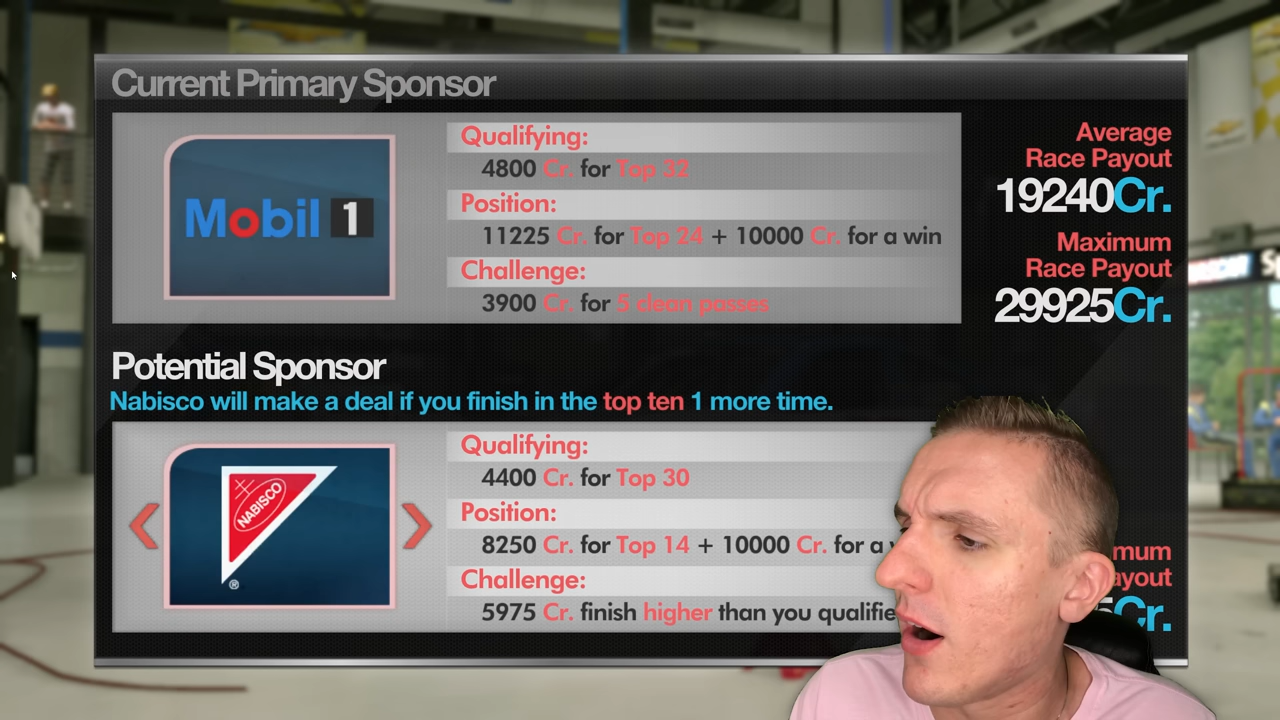 Current Primary Sponsor
Mobil 1
Qualifying:
4800 Cr. for Top 32
Position:
11225 Cr. for Top 24 + 10000 Cr. for a win
Challenge:
3900 Cr. for 5 clean passes
Average
Race Payout
19240Cr.
Maximum
Race Payout
29925Cr.
Potential Sponsor
Nabisco will make a deal if you finish in the top ten 1 more time.
NABISCO
®
Qualifying:
4400 Cr. for Top 30
Position:
8250 Cr. for Top 14 + 10000 Cr. for a
Challenge:
5975 Cr. finish higher than you
Cr.